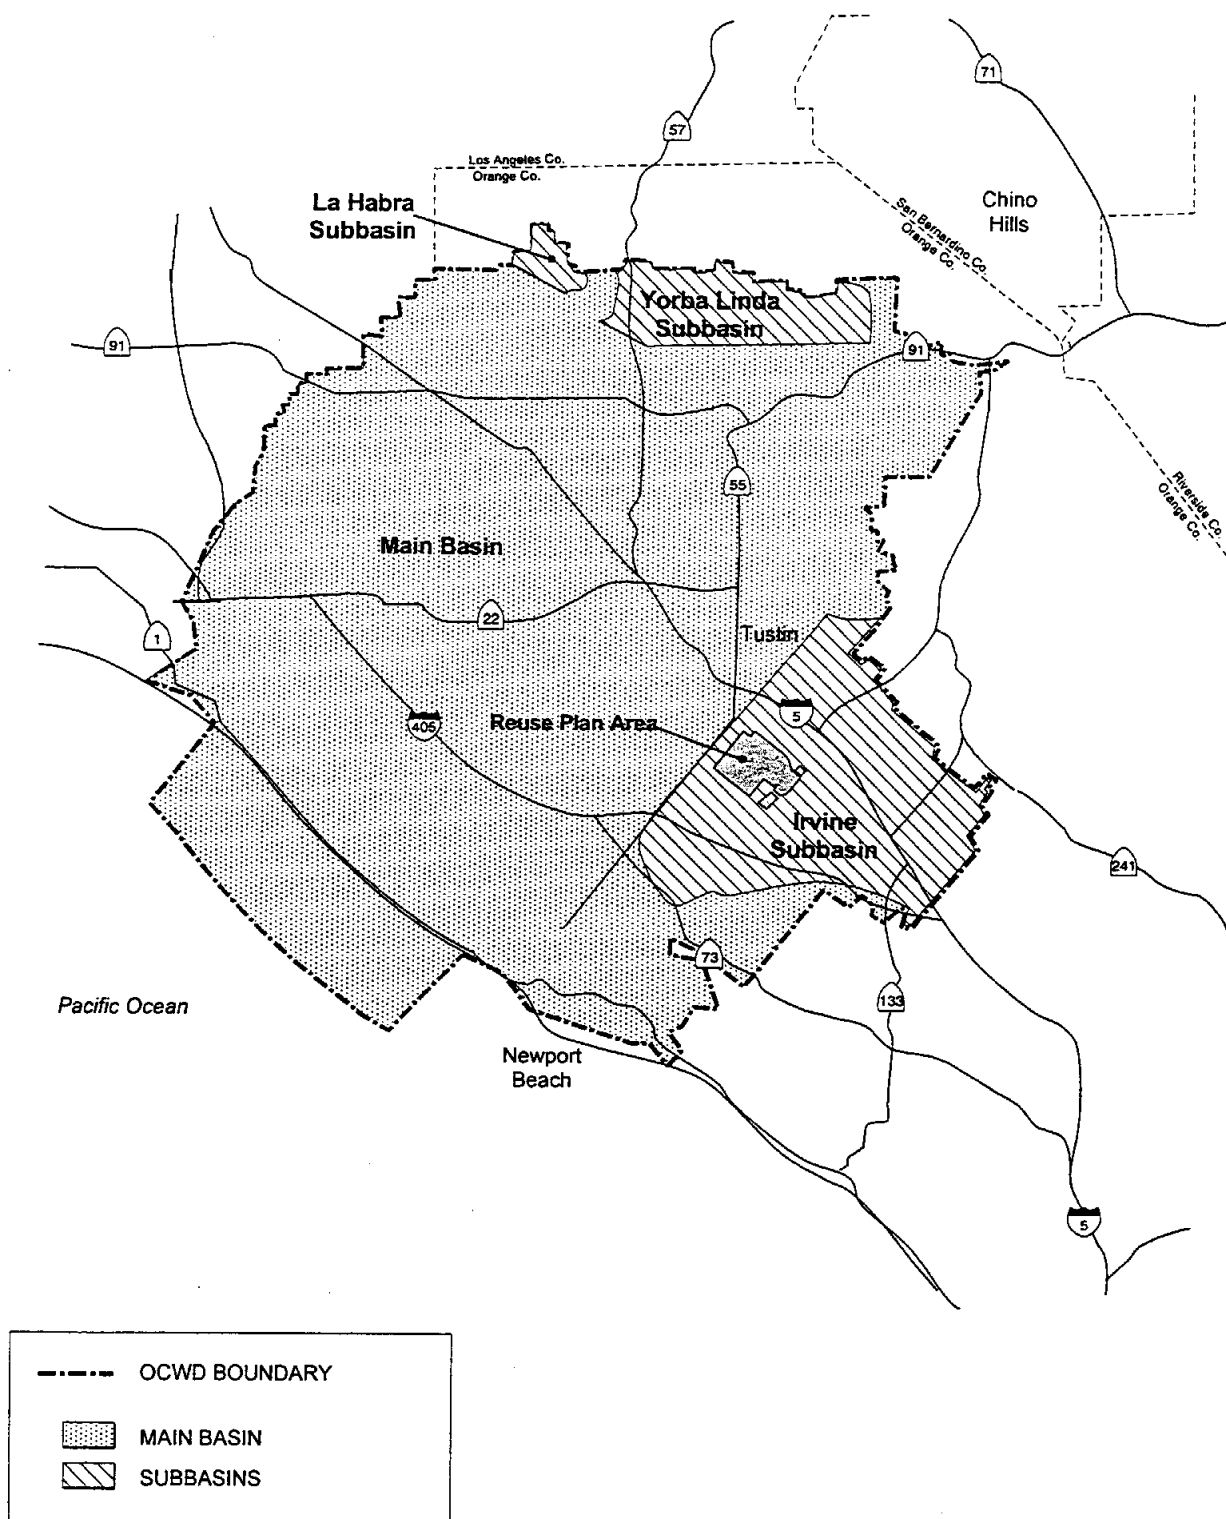 71
57
Los Angeles Co.
Orange Co.
La Habra
Subbasin
San Bernardino Co.
Orange Co.
Chino
Hills
Yorba Linda
Subbasin
91
91
55
Riverside Co.
Orange Co.
Main Basin
22
1
Tustin
5
405
Reuse Plan Area
Irvine
Subbasin
241
73
133
Pacific Ocean
Newport
Beach
5
OCWD BOUNDARY
MAIN BASIN
SUBBASINS